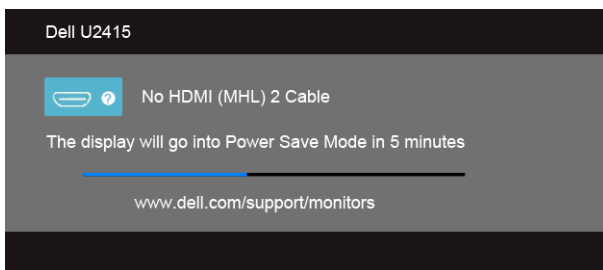 Dell U2415
? No HDMI (MHL) 2 Cable
The display will go into Power Save Mode in 5 minutes
www.dell.com/support/monitors